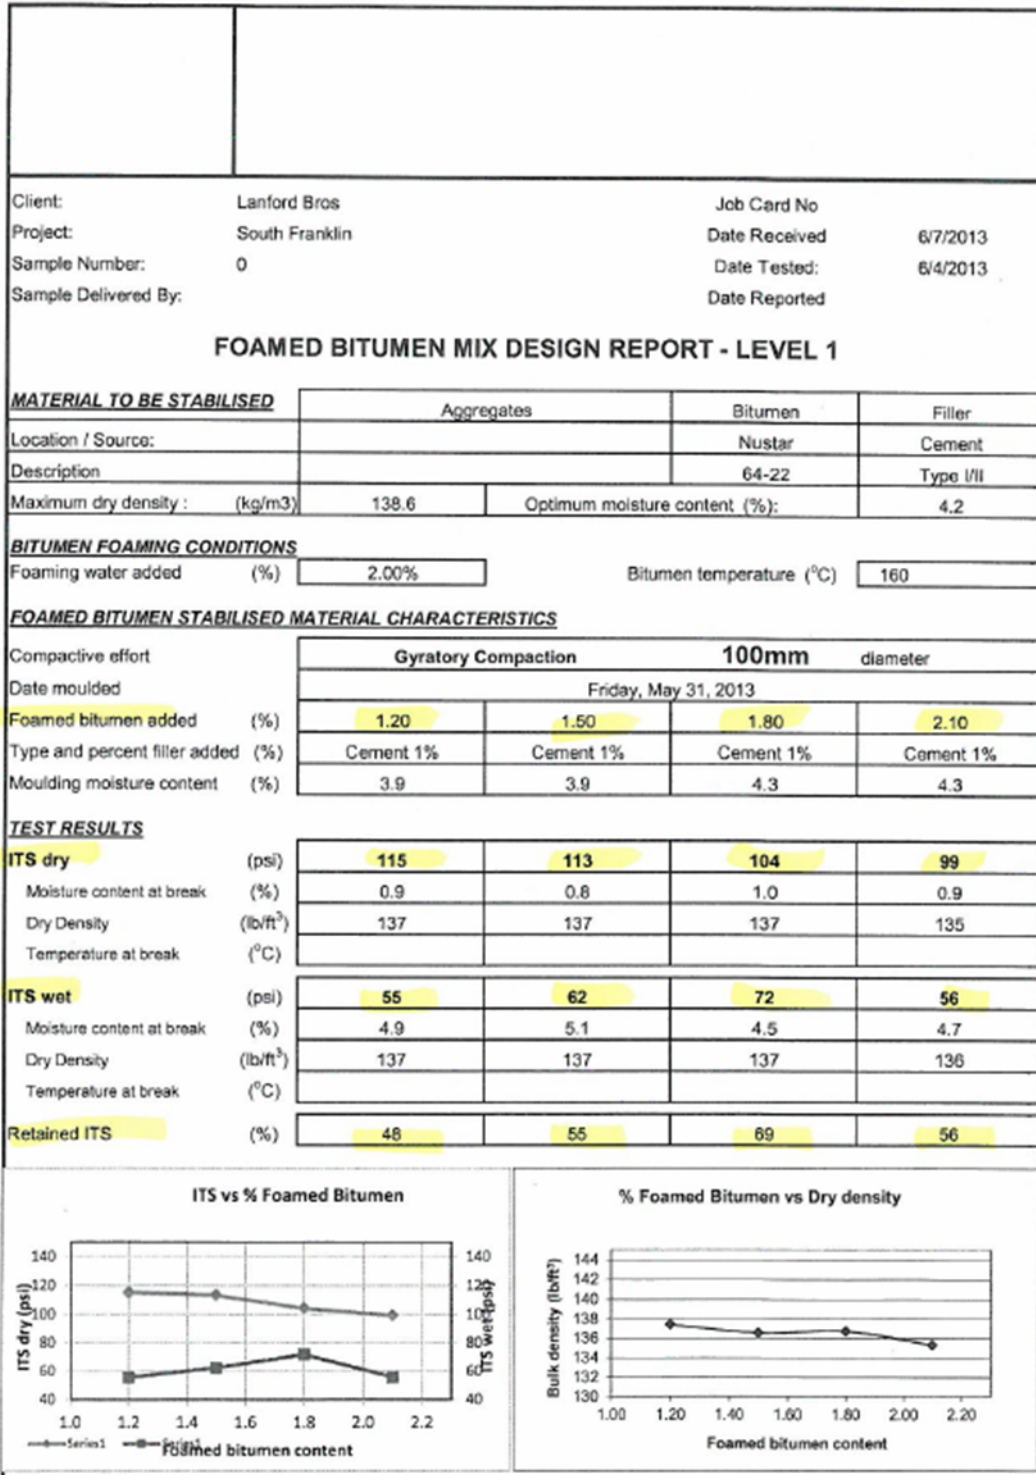 Client: Lanford Bros Job Card No
Project: South Franklin Date Received 6/7/2013
Sample Number: 0 Date Tested: 6/4/2013
Sample Delivered By: Date Reported
FOAMED BITUMEN MIX DESIGN REPORT - LEVEL 1
MATERIAL TO BE STABILISED Aggregates Bitumen Filler
Location / Source: Nustar Cement
Description 64-22 Type I/II
Maximum dry density : (kg/m3) 138.6 Optimum moisture content (%): 4.2
BITUMEN FOAMING CONDITIONS
Foaming water added (%) 2.00% Bitumen temperature (°C) 160
FOAMED BITUMEN STABILISED MATERIAL CHARACTERISTICS
Compactive effort Gyratory Compaction 100mm diameter
Date moulded Friday, May 31, 2013
Foamed bitumen added (%) 1.20 1.50 1.80 2.10
Type and percent filler added (%) Cement 1% Cement 1% Cement 1% Cement 1%
Moulding moisture content (%) 3.9 3.9 4.3 4.3
TEST RESULTS
ITS dry (psi) 115 113 104 99
Moisture content at break (%) 0.9 0.8 1.0 0.9
Dry Density (lb/ft³) 137 137 137 135
Temperature at break (°C)
ITS wet (psi) 55 62 72 56
Moisture content at break (%) 4.9 5.1 4.5 4.7
Dry Density (lb/ft³) 137 137 137 136
Temperature at break (°C)
Retained ITS (%) 48 55 69 56
ITS vs % Foamed Bitumen
ITS dry (psi)
140
120
100
80
60
40
140
120
100
80
60
40
ITS wet (psi)
1.0 1.2 1.4 1.6 1.8 2.0 2.2
Series1
Foamed bitumen content
% Foamed Bitumen vs Dry density
Bulk density (lb/ft³)
144
142
140
138
136
134
132
130
1.00 1.20 1.40 1.60 1.80 2.00 2.20
Foamed bitumen content